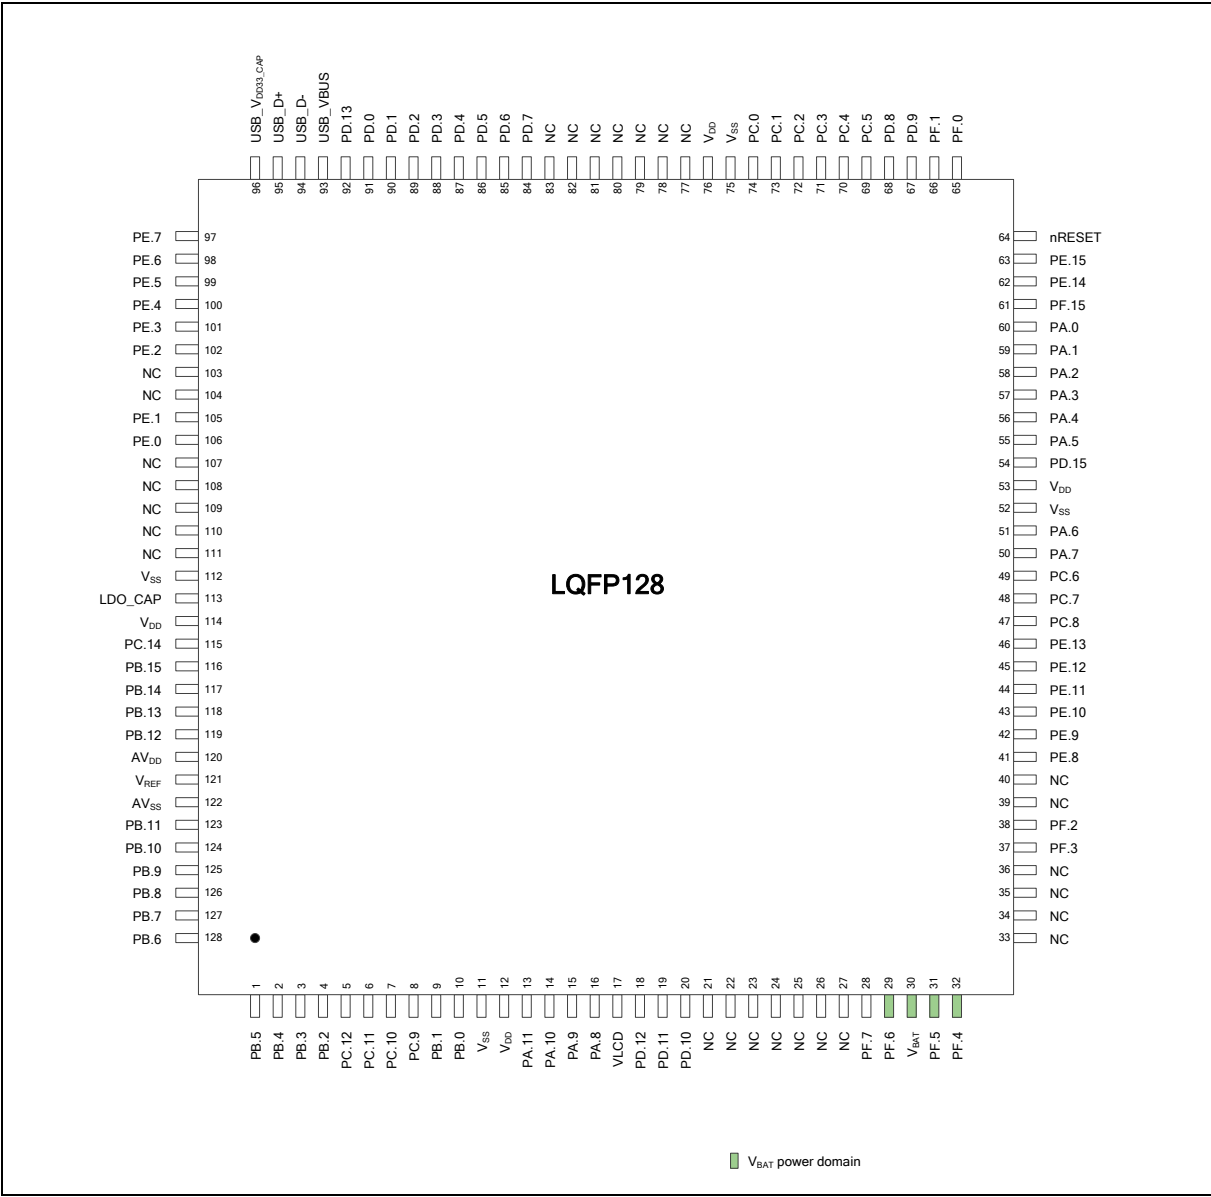 USB_VDD33_CAP
USB_D+
USB_D-
USB_VBUS
PD.13
PD.0
PD.1
PD.2
PD.3
PD.4
PD.5
PD.6
PD.7
NC
NC
NC
NC
NC
NC
NC
VDD
VSS
PC.0
PC.1
PC.2
PC.3
PC.4
PC.5
PD.8
PD.9
PF.1
PF.0
96 95 94 93 92 91 90 89 88 87 86 85 84 83 82 81 80 79 78 77 76 75 74 73 72 71 70 69 68 67 66 65
PE.7 97
PE.6 98
PE.5 99
PE.4 100
PE.3 101
PE.2 102
NC 103
NC 104
PE.1 105
PE.0 106
NC 107
NC 108
NC 109
NC 110
NC 111
VSS 112
LDO_CAP 113
VDD 114
PC.14 115
PB.15 116
PB.14 117
PB.13 118
PB.12 119
AVDD 120
VREF 121
AVSS 122
PB.11 123
PB.10 124
PB.9 125
PB.8 126
PB.7 127
PB.6 128
LQFP128
64 nRESET
63 PE.15
62 PE.14
61 PF.15
60 PA.0
59 PA.1
58 PA.2
57 PA.3
56 PA.4
55 PA.5
54 PD.15
53 VDD
52 VSS
51 PA.6
50 PA.7
49 PC.6
48 PC.7
47 PC.8
46 PE.13
45 PE.12
44 PE.11
43 PE.10
42 PE.9
41 PE.8
40 NC
39 NC
38 PF.2
37 PF.3
36 NC
35 NC
34 NC
33 NC
1 2 3 4 5 6 7 8 9 10 11 12 13 14 15 16 17 18 19 20 21 22 23 24 25 26 27 28 29 30 31 32
PB.5
PB.4
PB.3
PB.2
PC.12
PC.11
PC.10
PC.9
PB.1
PB.0
VSS
VDD
PA.11
PA.10
PA.9
PA.8
VLCD
PD.12
PD.11
PD.10
NC
NC
NC
NC
NC
NC
NC
PF.7
PF.6
VBAT
PF.5
PF.4
VBAT power domain